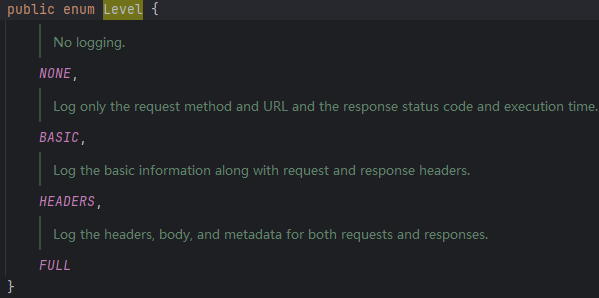 public enum Level {
No logging.
NONE,
Log only the request method and URL and the response status code and execution time.
BASIC,
Log the basic information along with request and response headers.
HEADERS,
Log the headers, body, and metadata for both requests and responses.
FULL
}